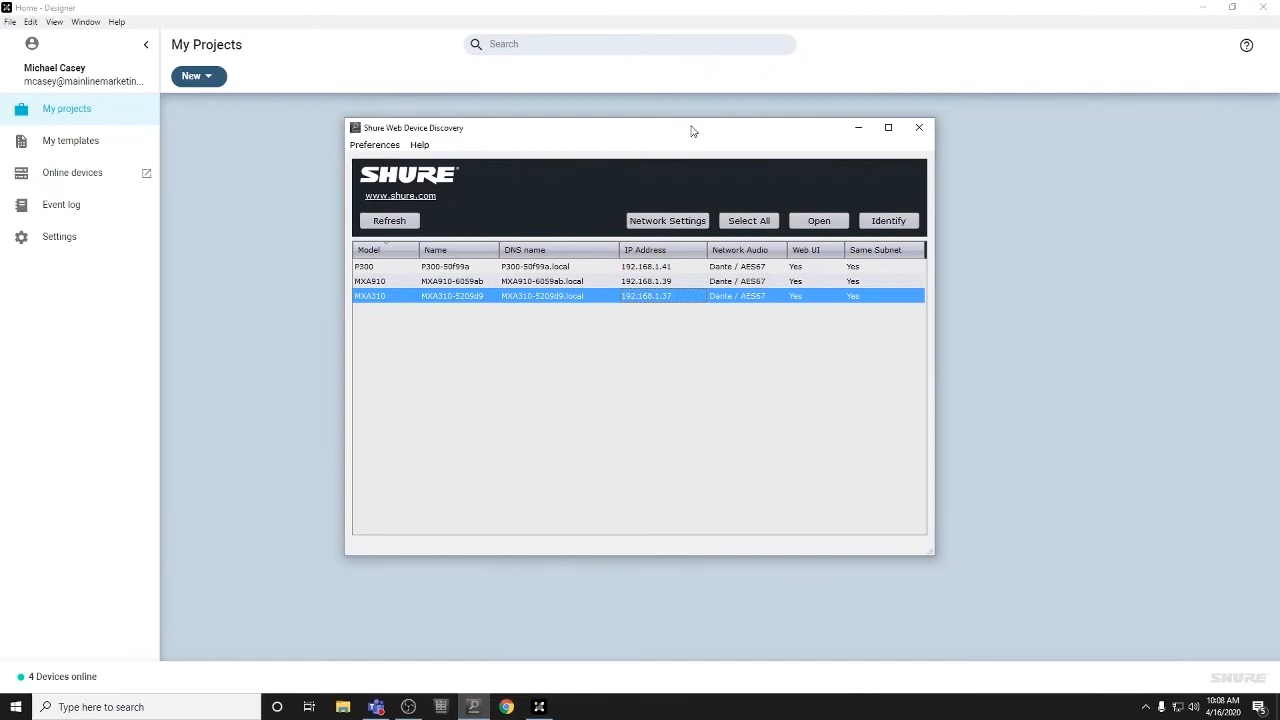 Home - Designer
File Edit View Window Help
Michael Casey
mcasey@mainlinemarketin...
My projects
My templates
Online devices
Event log
Settings
My Projects
Search
New
Shure Web Device Discovery
Preferences Help
SHURE
www.shure.com
Refresh Network Settings Select All Open Identify
Model Name DNS name IP Address Network Audio Web UI Same Subnet
P300 P300-50f99a P300-50f99a.local 192.168.1.41 Dante / AES67 Yes Yes
MXA910 MXA910-6059ab MXA910-6059ab.local 192.168.1.39 Dante / AES67 Yes Yes
MXA310 MXA310-5209d9 MXA310-5209d9.local 192.168.1.37 Dante / AES67 Yes Yes
4 Devices online
SHURE
Type here to search
10:08 AM
4/16/2020